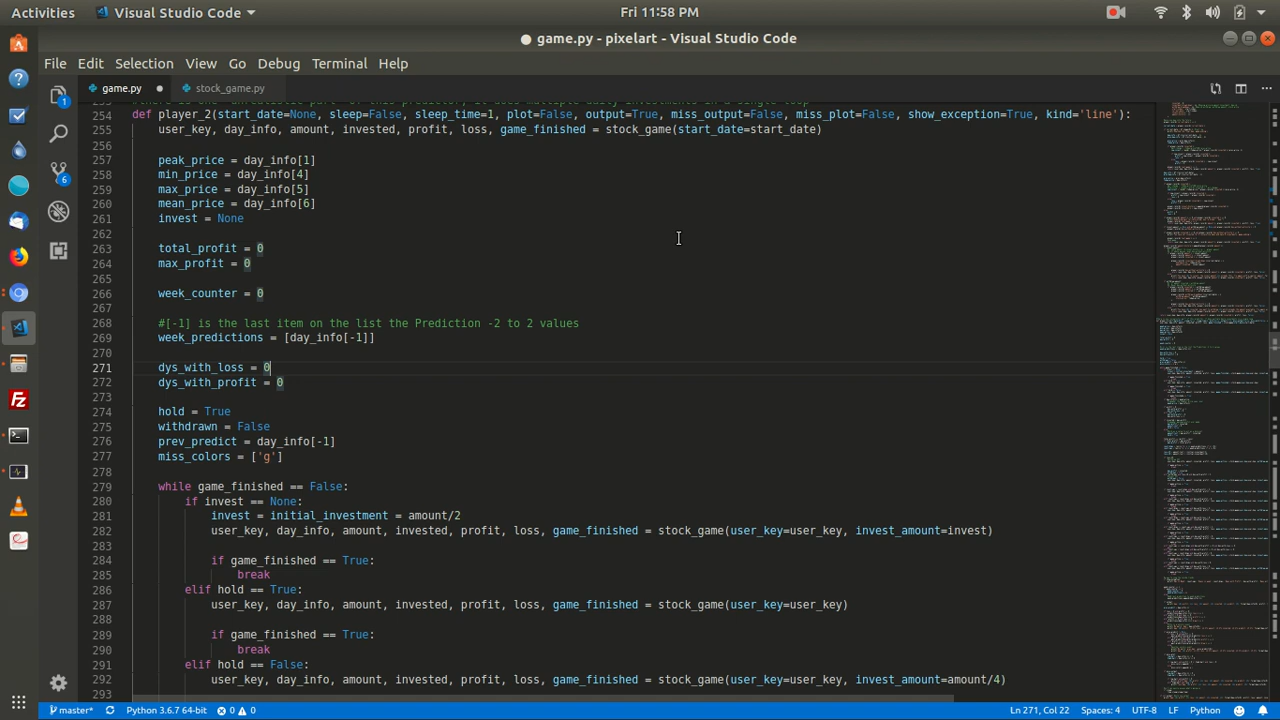 Activities Visual Studio Code Fri 11:58 PM
game.py - pixelart - Visual Studio Code
File Edit Selection View Go Debug Terminal Help
game.py stock_game.py
254 def player_2(start_date=None, sleep=False, sleep_time=1, plot=False, output=True, miss_output=False, miss_plot=False, show_exception=True, kind='line'):
255 user_key, day_info, amount, invested, profit, loss, game_finished = stock_game(start_date=start_date)
256
257 peak_price = day_info[1]
258 min_price = day_info[4]
259 max_price = day_info[5]
260 mean_price = day_info[6]
261 invest = None
262
263 total_profit = 0
264 max_profit = 0
265
266 week_counter = 0
267
268 #[-1] is the last item on the list the Prediction up to 2 values
269 week_predictions = [day_info[-1]]
270
271 dys_with_loss = 0
272 dys_with_profit = 0
273
274 hold = True
275 withdrawn = False
276 prev_predict = day_info[-1]
277 miss_colors = ['g']
278
279 while game_finished == False:
280 if invest == None:
281 invest = initial_investment = amount/2
282 user_key, day_info, amount, invested, profit, loss, game_finished = stock_game(user_key=user_key, invest_amount=invest)
283
284 if game_finished == True:
285 break
286 elif hold == True:
287 user_key, day_info, amount, invested, profit, loss, game_finished = stock_game(user_key=user_key)
288
289 if game_finished == True:
290 break
291 elif hold == False:
292 user_key, day_info, amount, invested, profit, loss, game_finished = stock_game(user_key=user_key, invest_amount=amount/4)
293
master* Python 3.6.7 64-bit 0 0 Ln 271, Col 22 Spaces: 4 UTF-8 LF Python